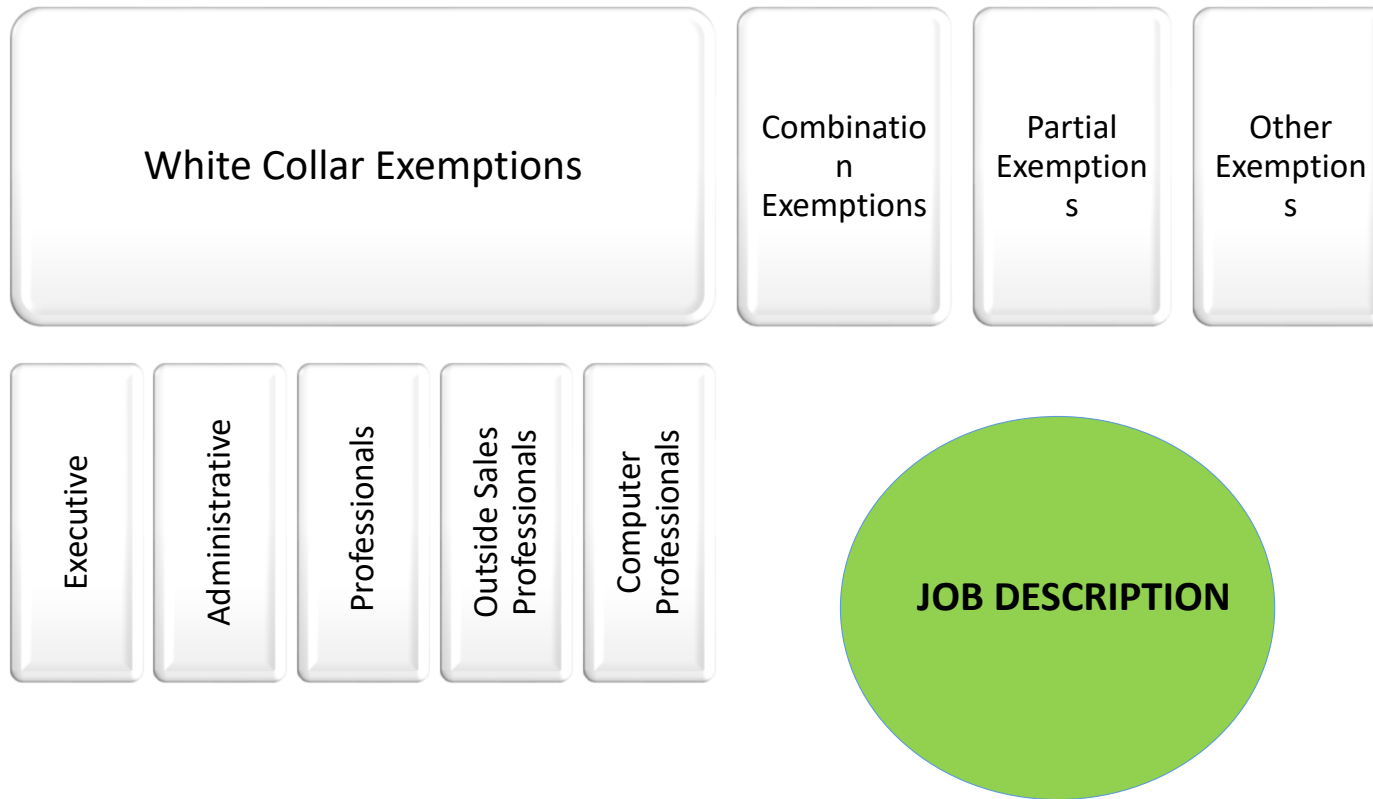 White Collar Exemptions
Combinatio
n
Exemptions
Partial
Exemption
s
Other
Exemption
s
Executive
Administrative
Professionals
Outside Sales
Professionals
Computer
Professionals
JOB DESCRIPTION